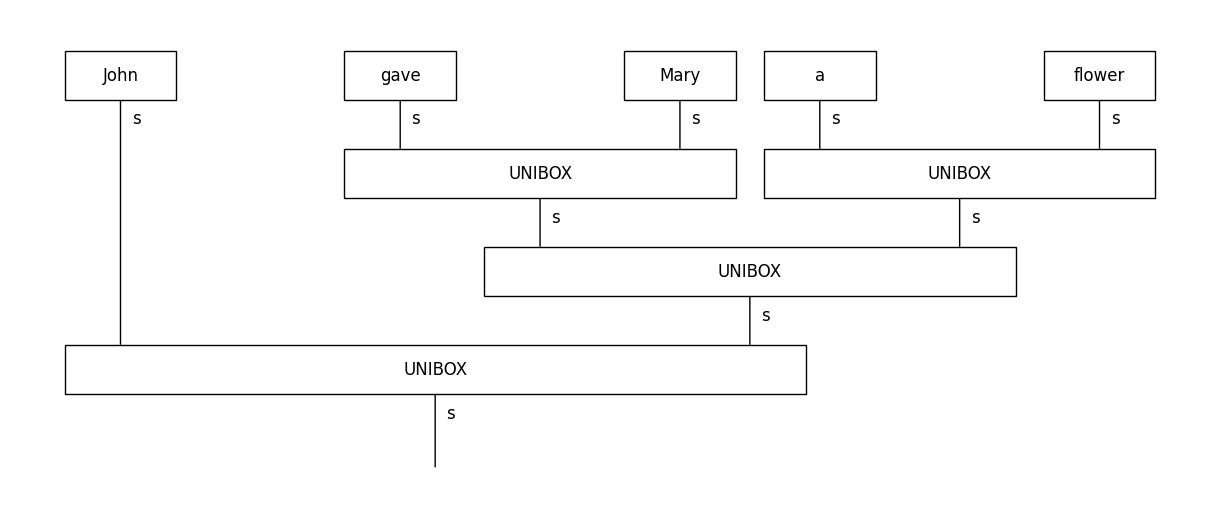 John gave Mary a flower
s s s s
UNIBOX UNIBOX
s s
UNIBOX
s
UNIBOX
s